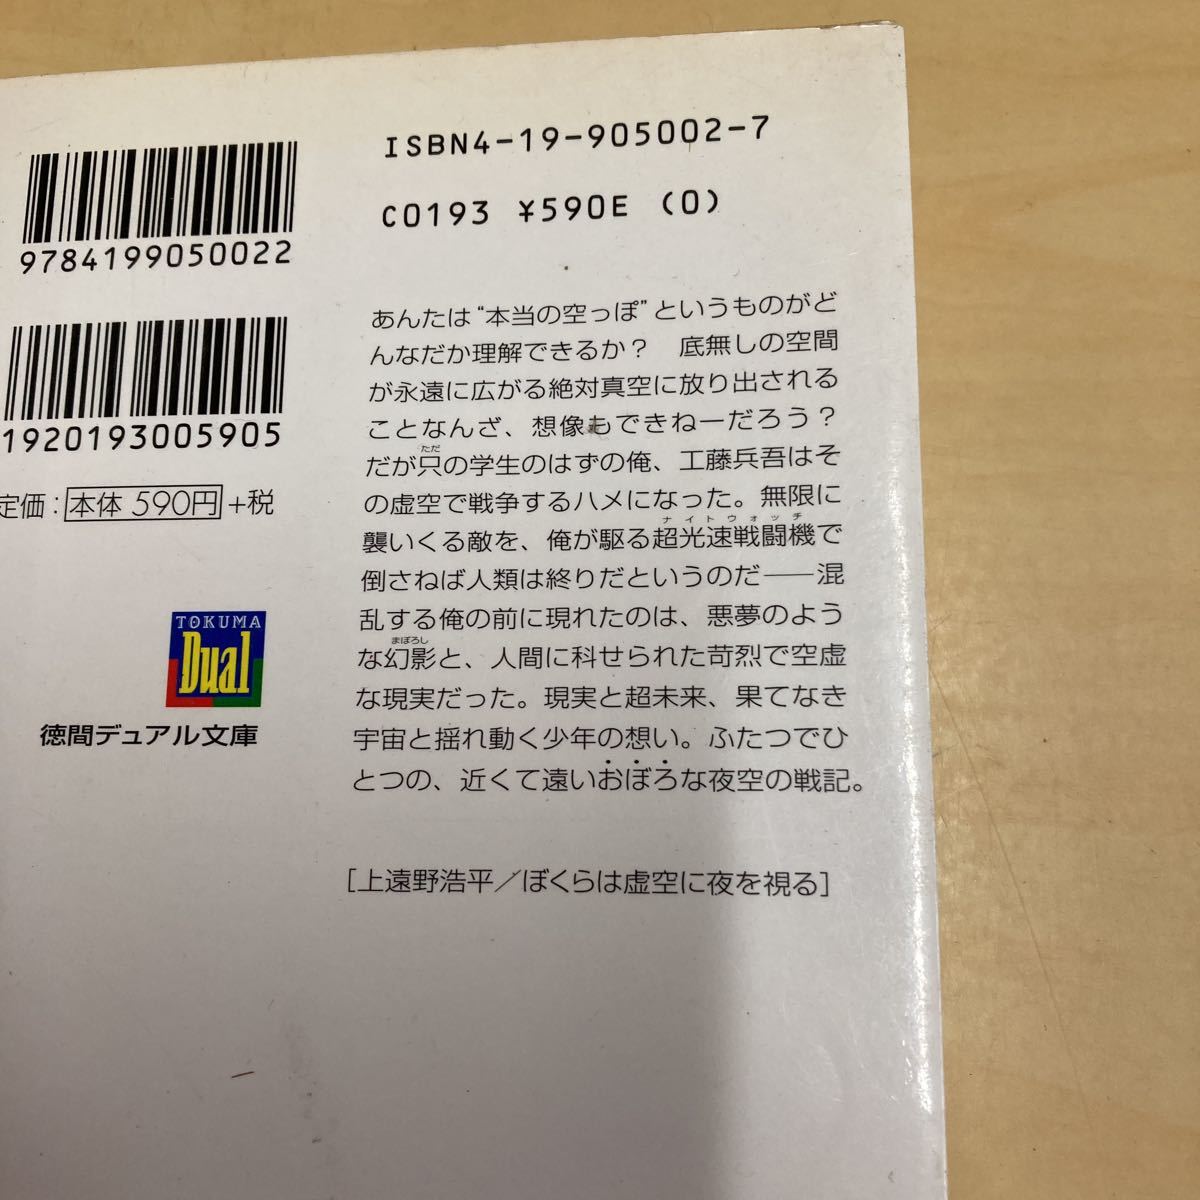 ISBN4-19-905002-7
C0193 ¥590E (0)
9784199050022
1920193005905
定価：本体 590円+税
TOKUMA
Dual
徳間デュアル文庫
あんたは“本当の空っぽ”というものがど
んなだか理解できるか？　底無しの空間
が永遠に広がる絶対真空に放り出される
ことなんざ、想像もできねーだろう？
ただ
だが只の学生のはずの俺、工藤兵吾はそ
の虚空で戦争するハメになった。無限に
ナイトウォッチ
襲いくる敵を、俺が駆る超光速戦闘機で
倒さねば人類は終りだというのだ——混
乱する俺の前に現れたのは、悪夢のよう
まぼろし
な幻影と、人間に科せられた苛烈で空虚
な現実だった。現実と超未来、果てなき
宇宙と揺れ動く少年の想い。ふたつでひ
とつの、近くて遠いおぼろな夜空の戦記。
［上遠野浩平／ぼくらは虚空に夜を視る］